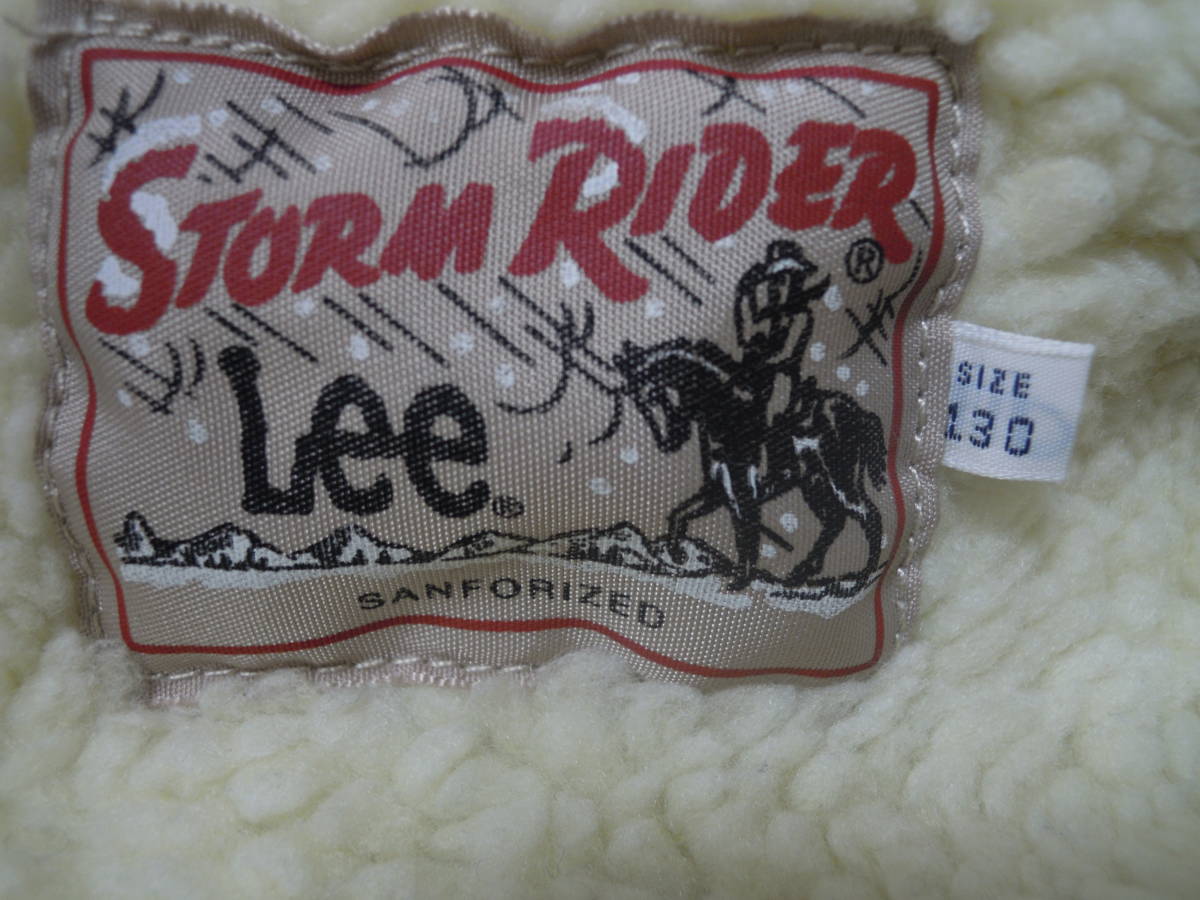 STORM RIDER ®
Lee ®
SANFORIZED
SIZE
130